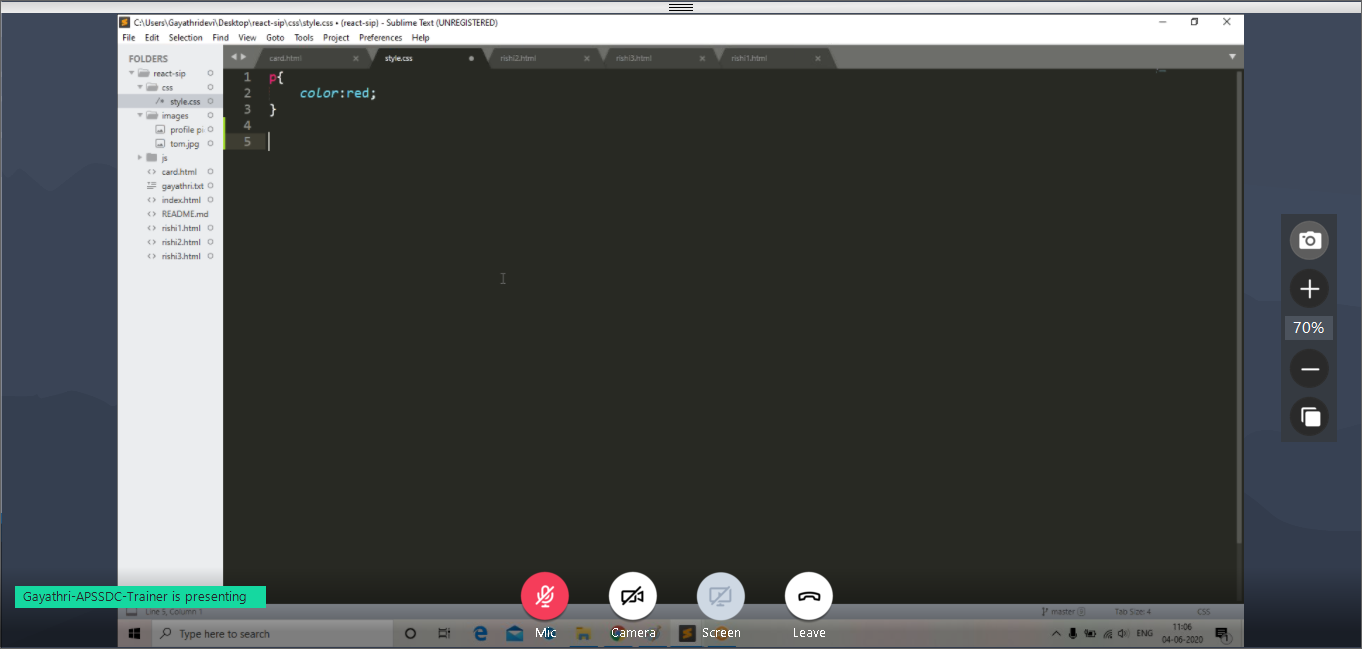 C:\Users\Gayathridevi\Desktop\react-sip\css\style.css • (react-sip) - Sublime Text (UNREGISTERED)
File Edit Selection Find View Goto Tools Project Preferences Help
FOLDERS
react-sip
css
/* style.css
images
profile pi
tom.jpg
js
<> card.html
gayathri.txt
<> index.html
<> README.md
<> rishi1.html
<> rishi2.html
<> rishi3.html
card.html style.css rishi2.html rishi3.html rishi1.html
1 p{
2 color:red;
3 }
4
5
70%
Gayathri-APSSDC-Trainer is presenting
Line 5, Column 1
master
Tab Size: 4
CSS
Mic Camera Screen Leave
Type here to search
ENG
11:06
04-06-2020
1